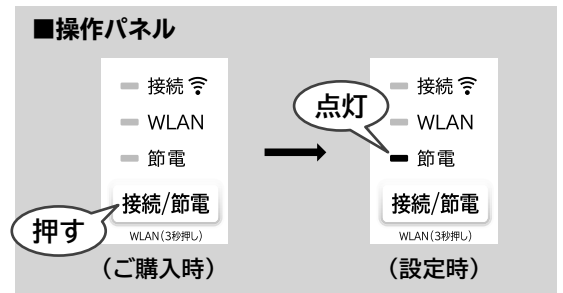 ■操作パネル
接続
WLAN
節電
接続/節電
WLAN(3秒押し)
押す
(ご購入時)
点灯
接続
WLAN
節電
接続/節電
WLAN(3秒押し)
(設定時)